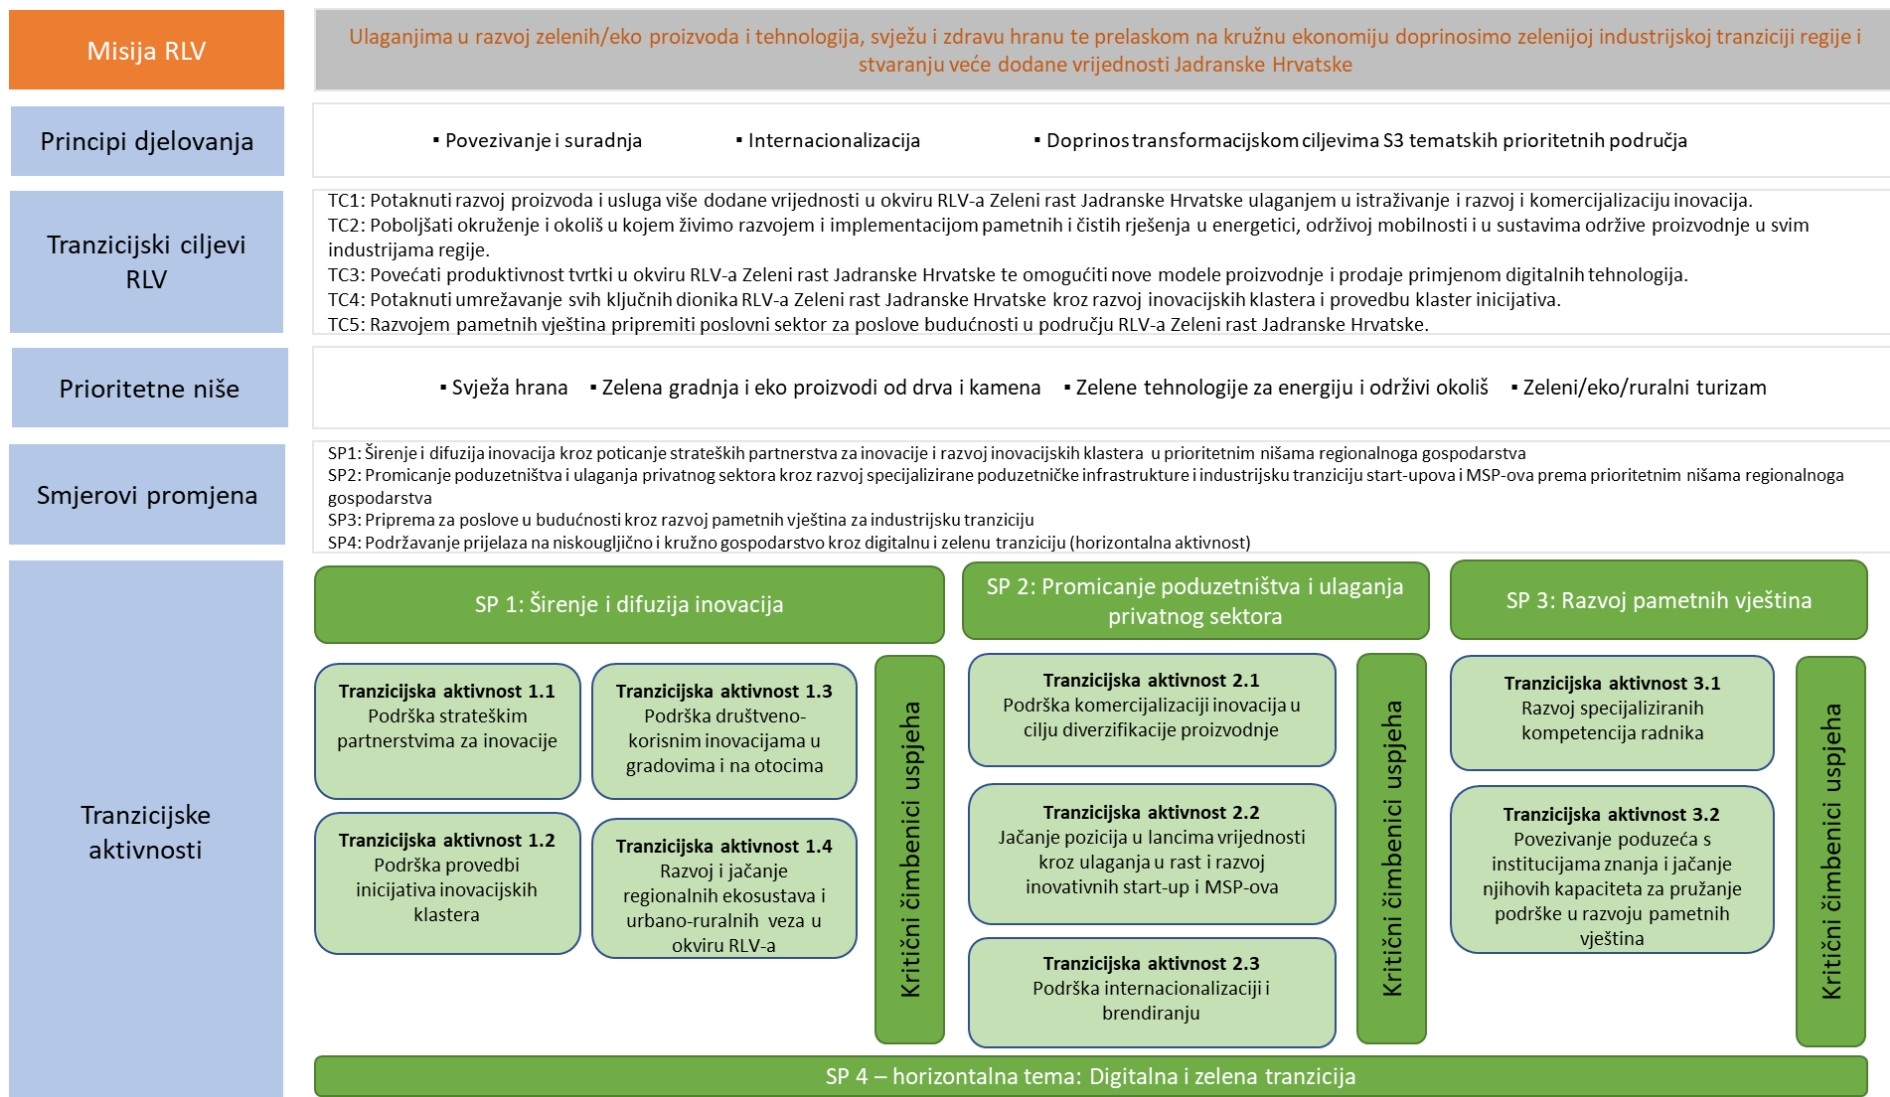 Misija RLV
Ulaganjima u razvoj zelenih/eko proizvoda i tehnologija, svježu i zdravu hranu te prelaskom na kružnu ekonomiju doprinosimo zelenijoj industrijskoj tranziciji regije i
stvaranju veće dodane vrijednosti Jadranske Hrvatske
Principi djelovanja
▪ Povezivanje i suradnja ▪ Internacionalizacija ▪ Doprinos transformacijskom ciljevima S3 tematskih prioritetnih područja
Tranzicijski ciljevi
RLV
TC1: Potaknuti razvoj proizvoda i usluga više dodane vrijednosti u okviru RLV-a Zeleni rast Jadranske Hrvatske ulaganjem u istraživanje i razvoj i komercijalizaciju inovacija.
TC2: Poboljšati okruženje i okoliš u kojem živimo razvojem i implementacijom pametnih i čistih rješenja u energetici, održivoj mobilnosti i u sustavima održive proizvodnje u svim
industrijama regije.
TC3: Povećati produktivnost tvrtki u okviru RLV-a Zeleni rast Jadranske Hrvatske te omogućiti nove modele proizvodnje i prodaje primjenom digitalnih tehnologija.
TC4: Potaknuti umrežavanje svih ključnih dionika RLV-a Zeleni rast Jadranske Hrvatske kroz razvoj inovacijskih klastera i provedbu klaster inicijativa.
TC5: Razvojem pametnih vještina pripremiti poslovni sektor za poslove budućnosti u području RLV-a Zeleni rast Jadranske Hrvatske.
Prioritetne niše
▪ Svježa hrana ▪ Zelena gradnja i eko proizvodi od drva i kamena ▪ Zelene tehnologije za energiju i održivi okoliš ▪ Zeleni/eko/ruralni turizam
Smjerovi promjena
SP1: Širenje i difuzija inovacija kroz poticanje strateških partnerstva za inovacije i razvoj inovacijskih klastera u prioritetnim nišama regionalnoga gospodarstva
SP2: Promicanje poduzetništva i ulaganja privatnog sektora kroz razvoj specijalizirane poduzetničke infrastrukture i industrijsku tranziciju start-upova i MSP-ova prema prioritetnim nišama regionalnoga
gospodarstva
SP3: Priprema za poslove u budućnosti kroz razvoj pametnih vještina za industrijsku tranziciju
SP4: Podržavanje prijelaza na niskougljično i kružno gospodarstvo kroz digitalnu i zelenu tranziciju (horizontalna aktivnost)
Tranzicijske
aktivnosti
SP 1: Širenje i difuzija inovacija
Tranzicijska aktivnost 1.1
Podrška strateškim
partnerstvima za inovacije
Tranzicijska aktivnost 1.2
Podrška provedbi
inicijativa inovacijskih
klastera
Tranzicijska aktivnost 1.3
Podrška društveno-
korisnim inovacijama u
gradovima i na otocima
Tranzicijska aktivnost 1.4
Razvoj i jačanje
regionalnih ekosustava i
urbano-ruralnih veza u
okviru RLV-a
Kritični čimbenici uspjeha
SP 2: Promicanje poduzetništva i ulaganja
privatnog sektora
Tranzicijska aktivnost 2.1
Podrška komercijalizaciji inovacija u
cilju diverzifikacije proizvodnje
Tranzicijska aktivnost 2.2
Jačanje pozicija u lancima vrijednosti
kroz ulaganja u rast i razvoj
inovativnih start-up i MSP-ova
Tranzicijska aktivnost 2.3
Podrška internacionalizaciji i
brendiranju
Kritični čimbenici uspjeha
SP 3: Razvoj pametnih vještina
Tranzicijska aktivnost 3.1
Razvoj specijaliziranih
kompetencija radnika
Tranzicijska aktivnost 3.2
Povezivanje poduzeća s
institucijama znanja i jačanje
njihovih kapaciteta za pružanje
podrške u razvoju pametnih
vještina
Kritični čimbenici uspjeha
SP 4 – horizontalna tema: Digitalna i zelena tranzicija